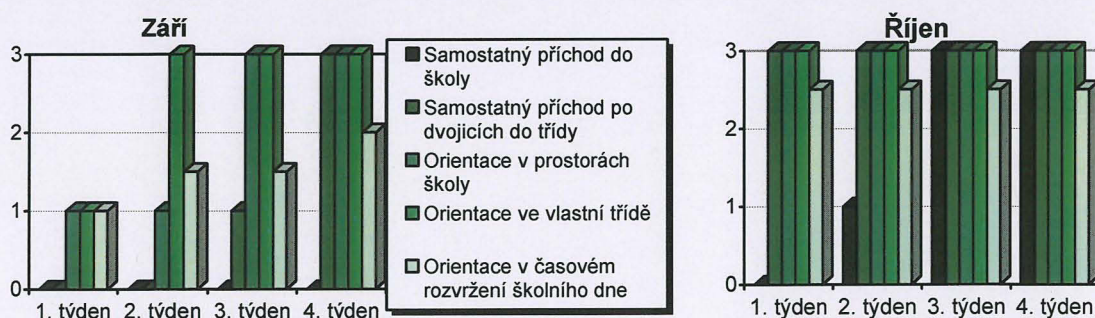 Září
3
2
1
0
1. týden 2. týden 3. týden 4. týden
Samostatný příchod do
školy
Samostatný příchod po
dvojicích do třídy
Orientace v prostorách
školy
Orientace ve vlastní třídě
Orientace v časovém
rozvržení školního dne
Říjen
3
2
1
0
1. týden 2. týden 3. týden 4. týden